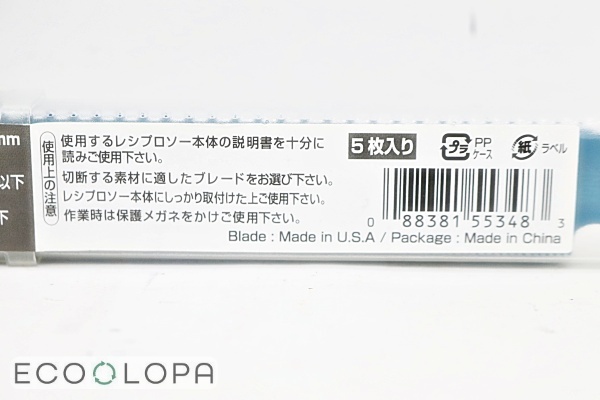 mm
以下
下
使用上の注意
使用するレシプロソー本体の説明書を十分に
読みご使用下さい。
切断する素材に適したブレードをお選び下さい。
レシプロソー本体にしっかり取付けた上ご使用下さい。
作業時は保護メガネをかけご使用下さい。
5枚入り
プラ
PP
ケース
紙
ラベル
0 88381 55348 3
Blade : Made in U.S.A / Package : Made in China
ECOLOPA